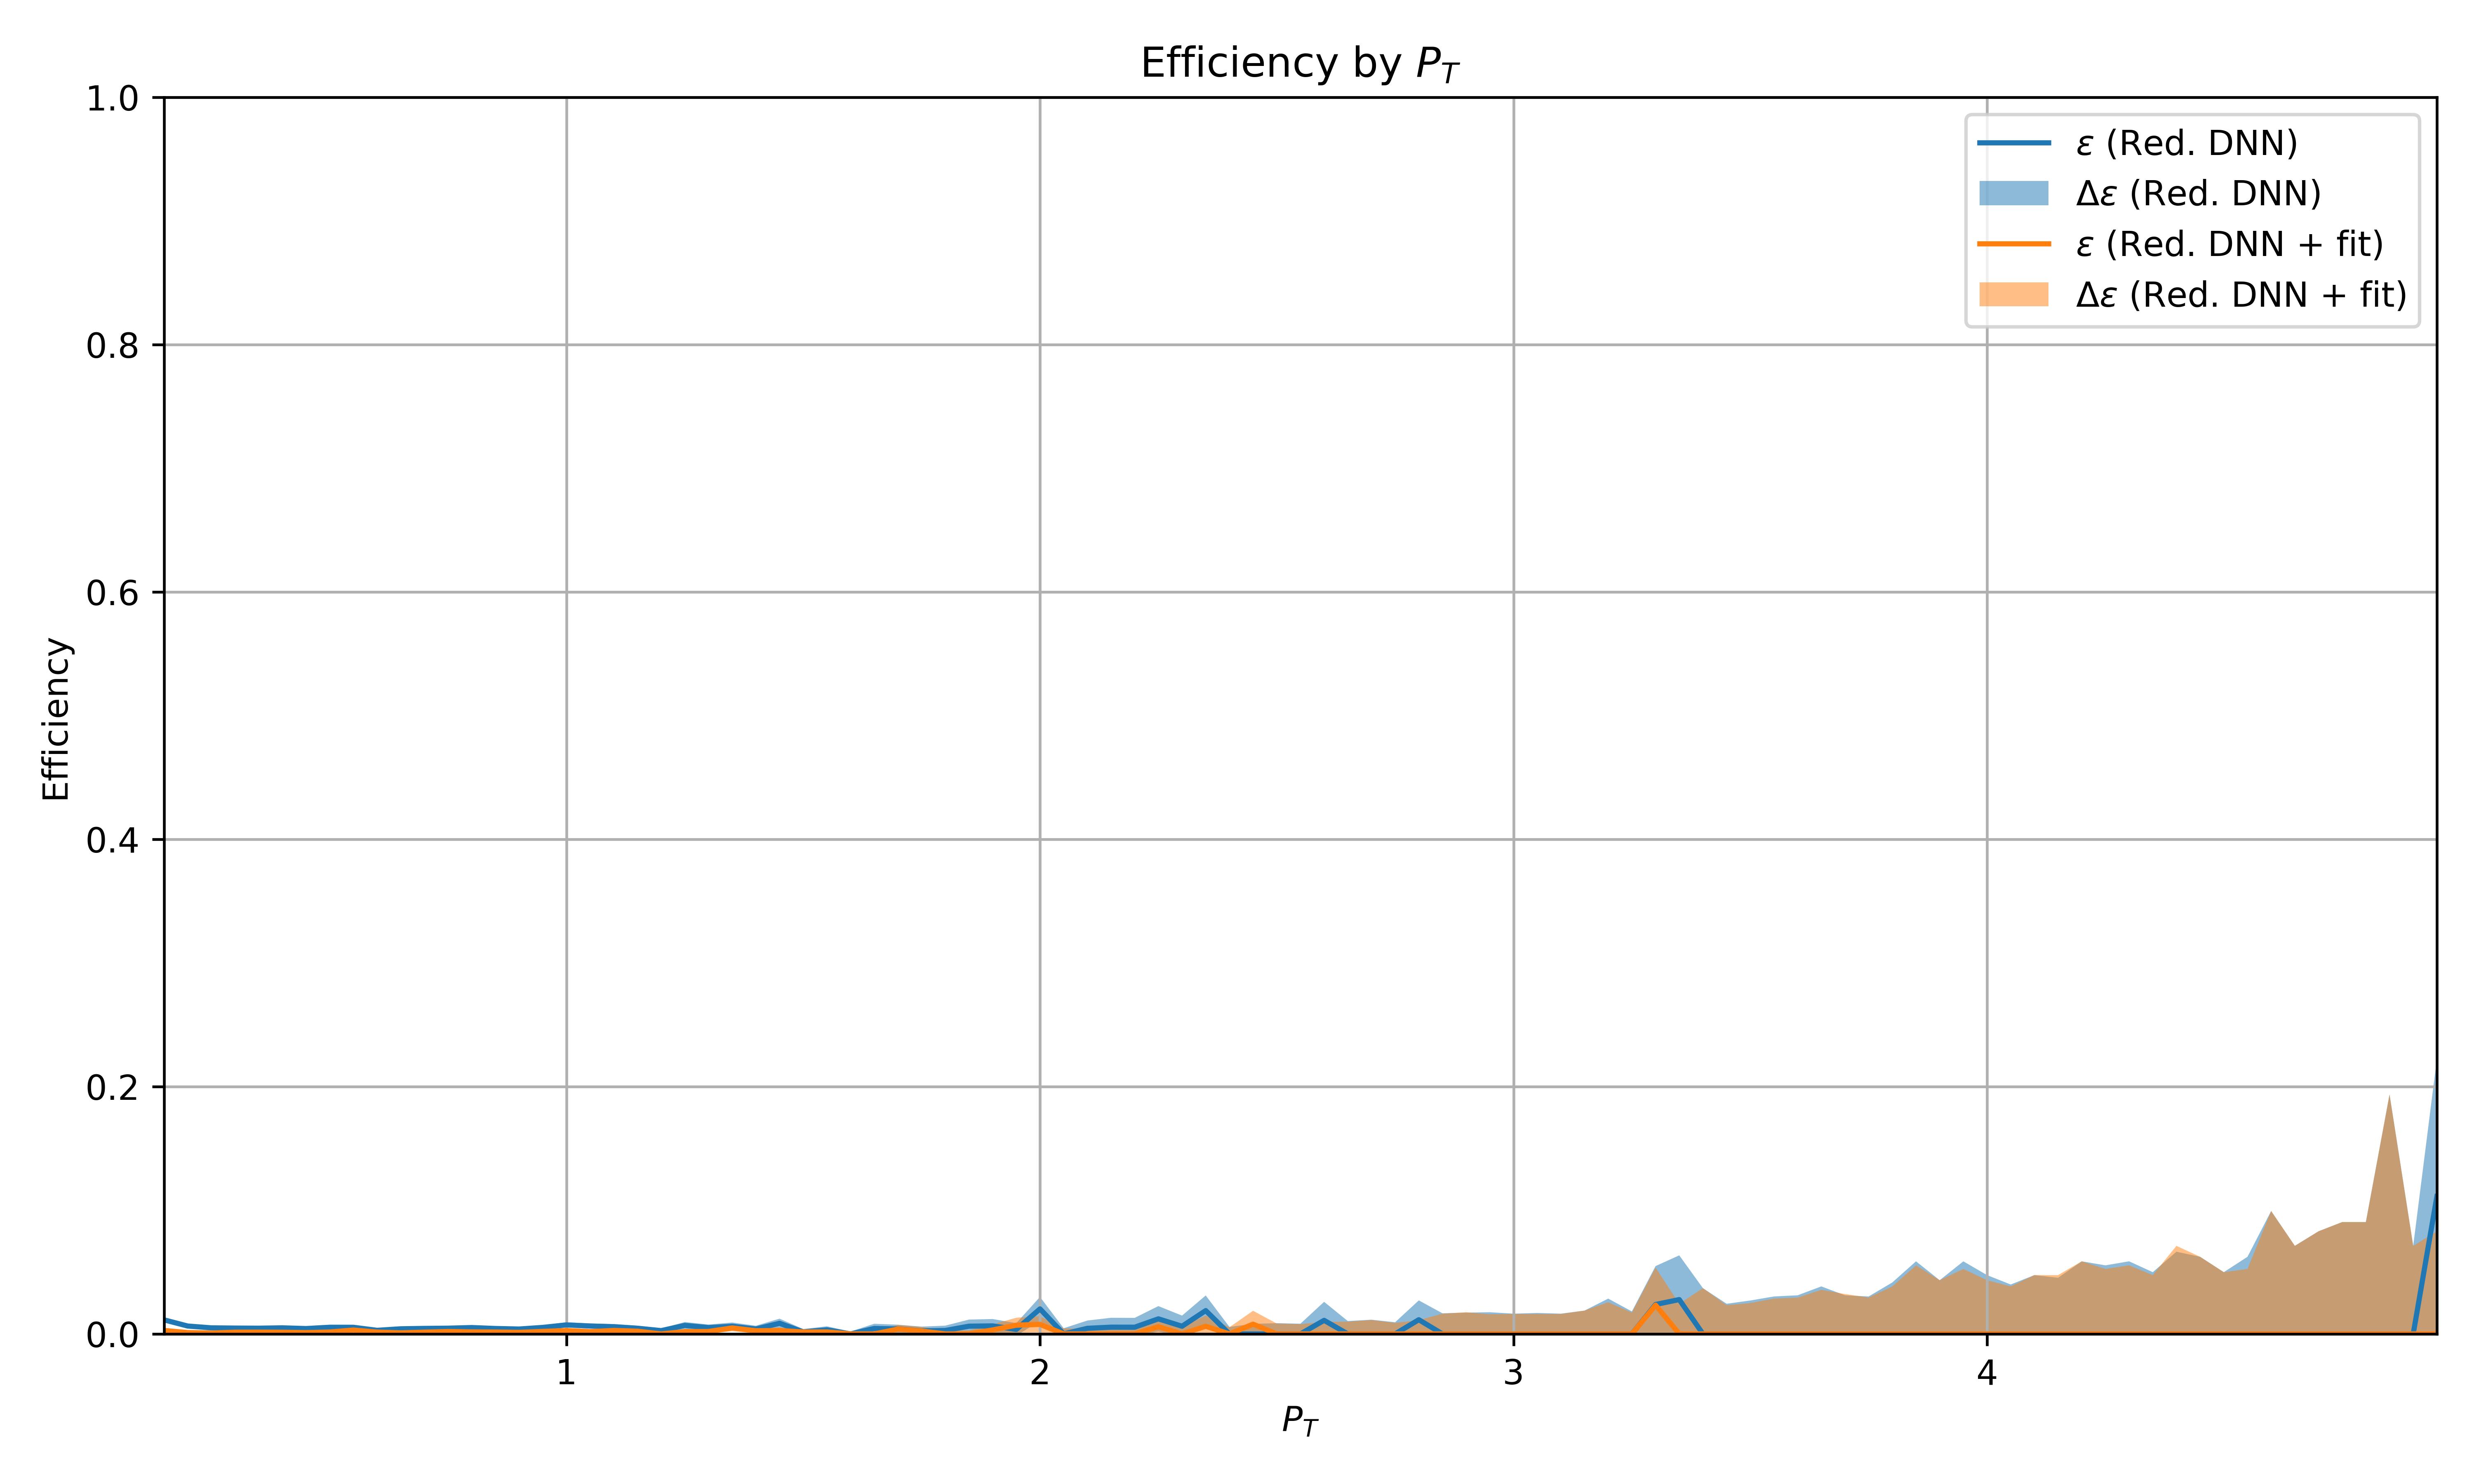 Efficiency by P_T
1.0
0.8
0.6
0.4
0.2
0.0
Efficiency
ε (Red. DNN)
Δε (Red. DNN)
ε (Red. DNN + fit)
Δε (Red. DNN + fit)
1 2 3 4
P_T